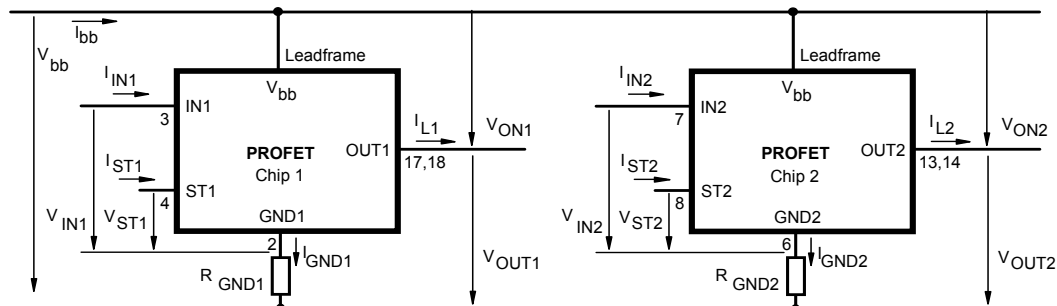 I bb
V bb
Leadframe
V bb
I IN1
3
IN1
I ST1
4
ST1
V IN1
V ST1
PROFET
Chip 1
OUT1
GND1
2
R GND1
I GND1
I L1
17,18
V ON1
V OUT1
Leadframe
V bb
I IN2
7
IN2
I ST2
8
ST2
V IN2
V ST2
PROFET
Chip 2
OUT2
GND2
6
R GND2
I GND2
I L2
13,14
V ON2
V OUT2